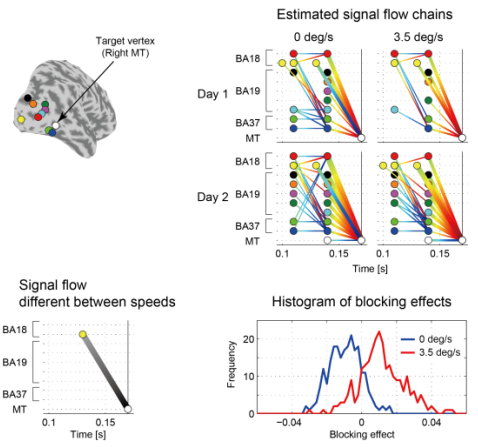 Target vertex
(Right MT)
Estimated signal flow chains
0 deg/s
3.5 deg/s
BA18
Day 1
BA19
BA37
MT
BA18
Day 2
BA19
BA37
MT
0.1
0.15
0.1
0.15
Time [s]
Time [s]
Signal flow
different between speeds
BA18
BA19
BA37
MT
0.1
0.15
Time [s]
Histogram of blocking effects
Frequency
20
10
0
0 deg/s
3.5 deg/s
−0.04
0
0.04
Blocking effect